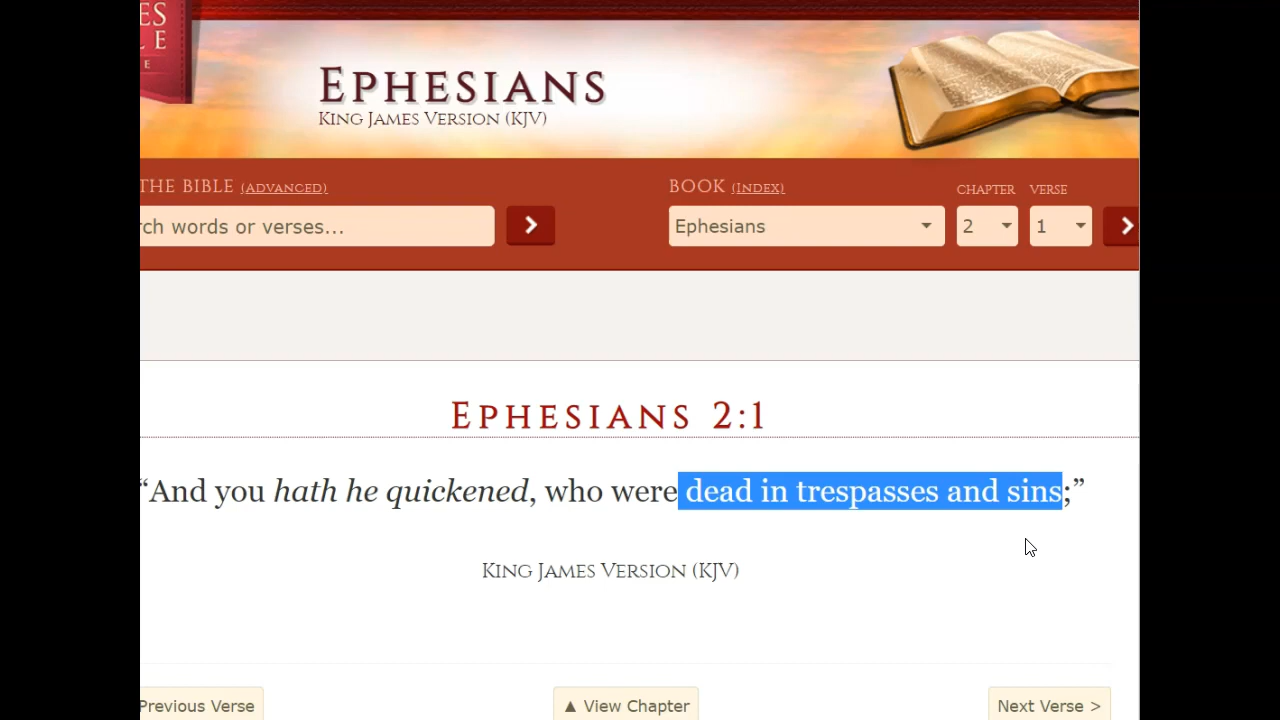 ES
LE
E
EPHESIANS
KING JAMES VERSION (KJV)
THE BIBLE (ADVANCED)
BOOK (INDEX)
CHAPTER
VERSE
rch words or verses...
Ephesians
2
1
EPHESIANS 2:1
“And you hath he quickened, who were dead in trespasses and sins;”
KING JAMES VERSION (KJV)
Previous Verse
▲ View Chapter
Next Verse >